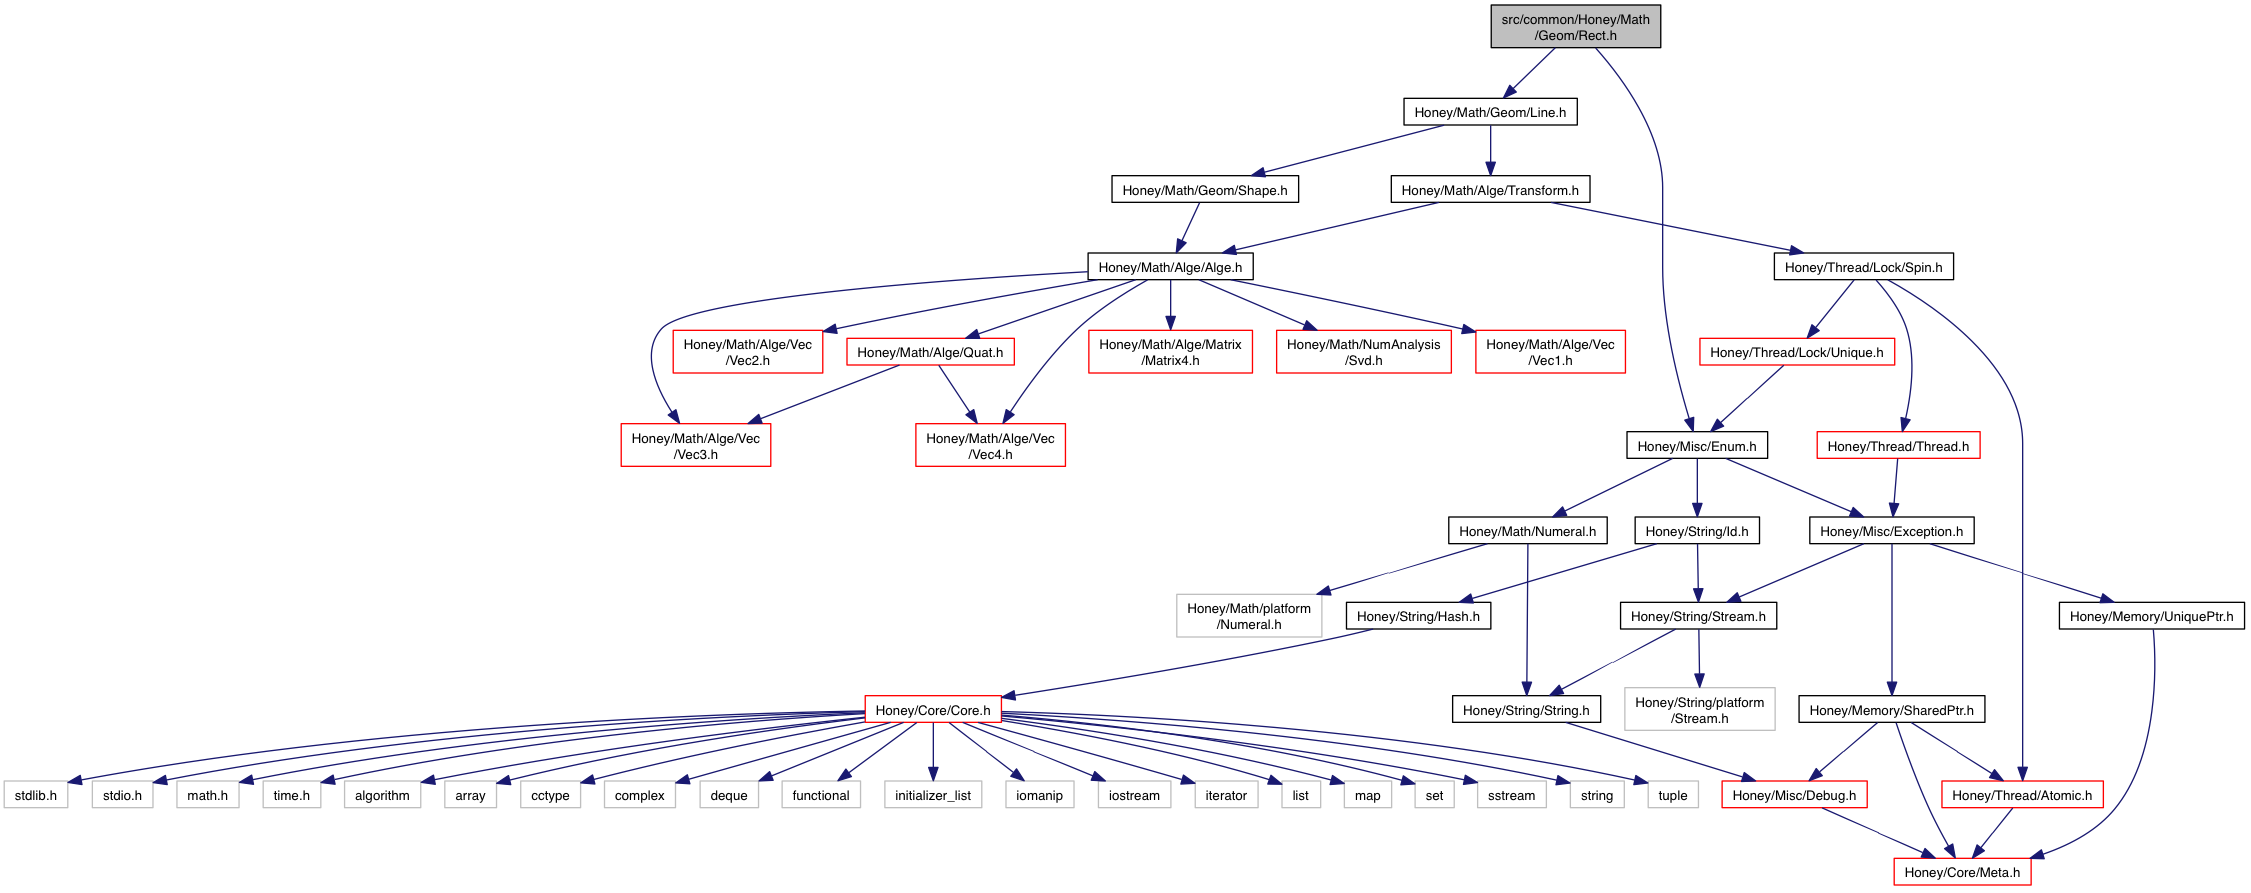 src/common/Honey/Math
/Geom/Rect.h
Honey/Math/Geom/Line.h
Honey/Math/Geom/Shape.h
Honey/Math/Alge/Transform.h
Honey/Math/Alge/Alge.h
Honey/Thread/Lock/Spin.h
Honey/Math/Alge/Vec
/Vec2.h
Honey/Math/Alge/Quat.h
Honey/Math/Alge/Matrix
/Matrix4.h
Honey/Math/NumAnalysis
/Svd.h
Honey/Math/Alge/Vec
/Vec1.h
Honey/Thread/Lock/Unique.h
Honey/Math/Alge/Vec
/Vec3.h
Honey/Math/Alge/Vec
/Vec4.h
Honey/Misc/Enum.h
Honey/Thread/Thread.h
Honey/Math/Numeral.h
Honey/String/Id.h
Honey/Misc/Exception.h
Honey/Math/platform
/Numeral.h
Honey/String/Hash.h
Honey/String/Stream.h
Honey/Memory/UniquePtr.h
Honey/Core/Core.h
Honey/String/String.h
Honey/String/platform
/Stream.h
Honey/Memory/SharedPtr.h
stdlib.h
stdio.h
math.h
time.h
algorithm
array
cctype
complex
deque
functional
initializer_list
iomanip
iostream
iterator
list
map
set
sstream
string
tuple
Honey/Misc/Debug.h
Honey/Thread/Atomic.h
Honey/Core/Meta.h